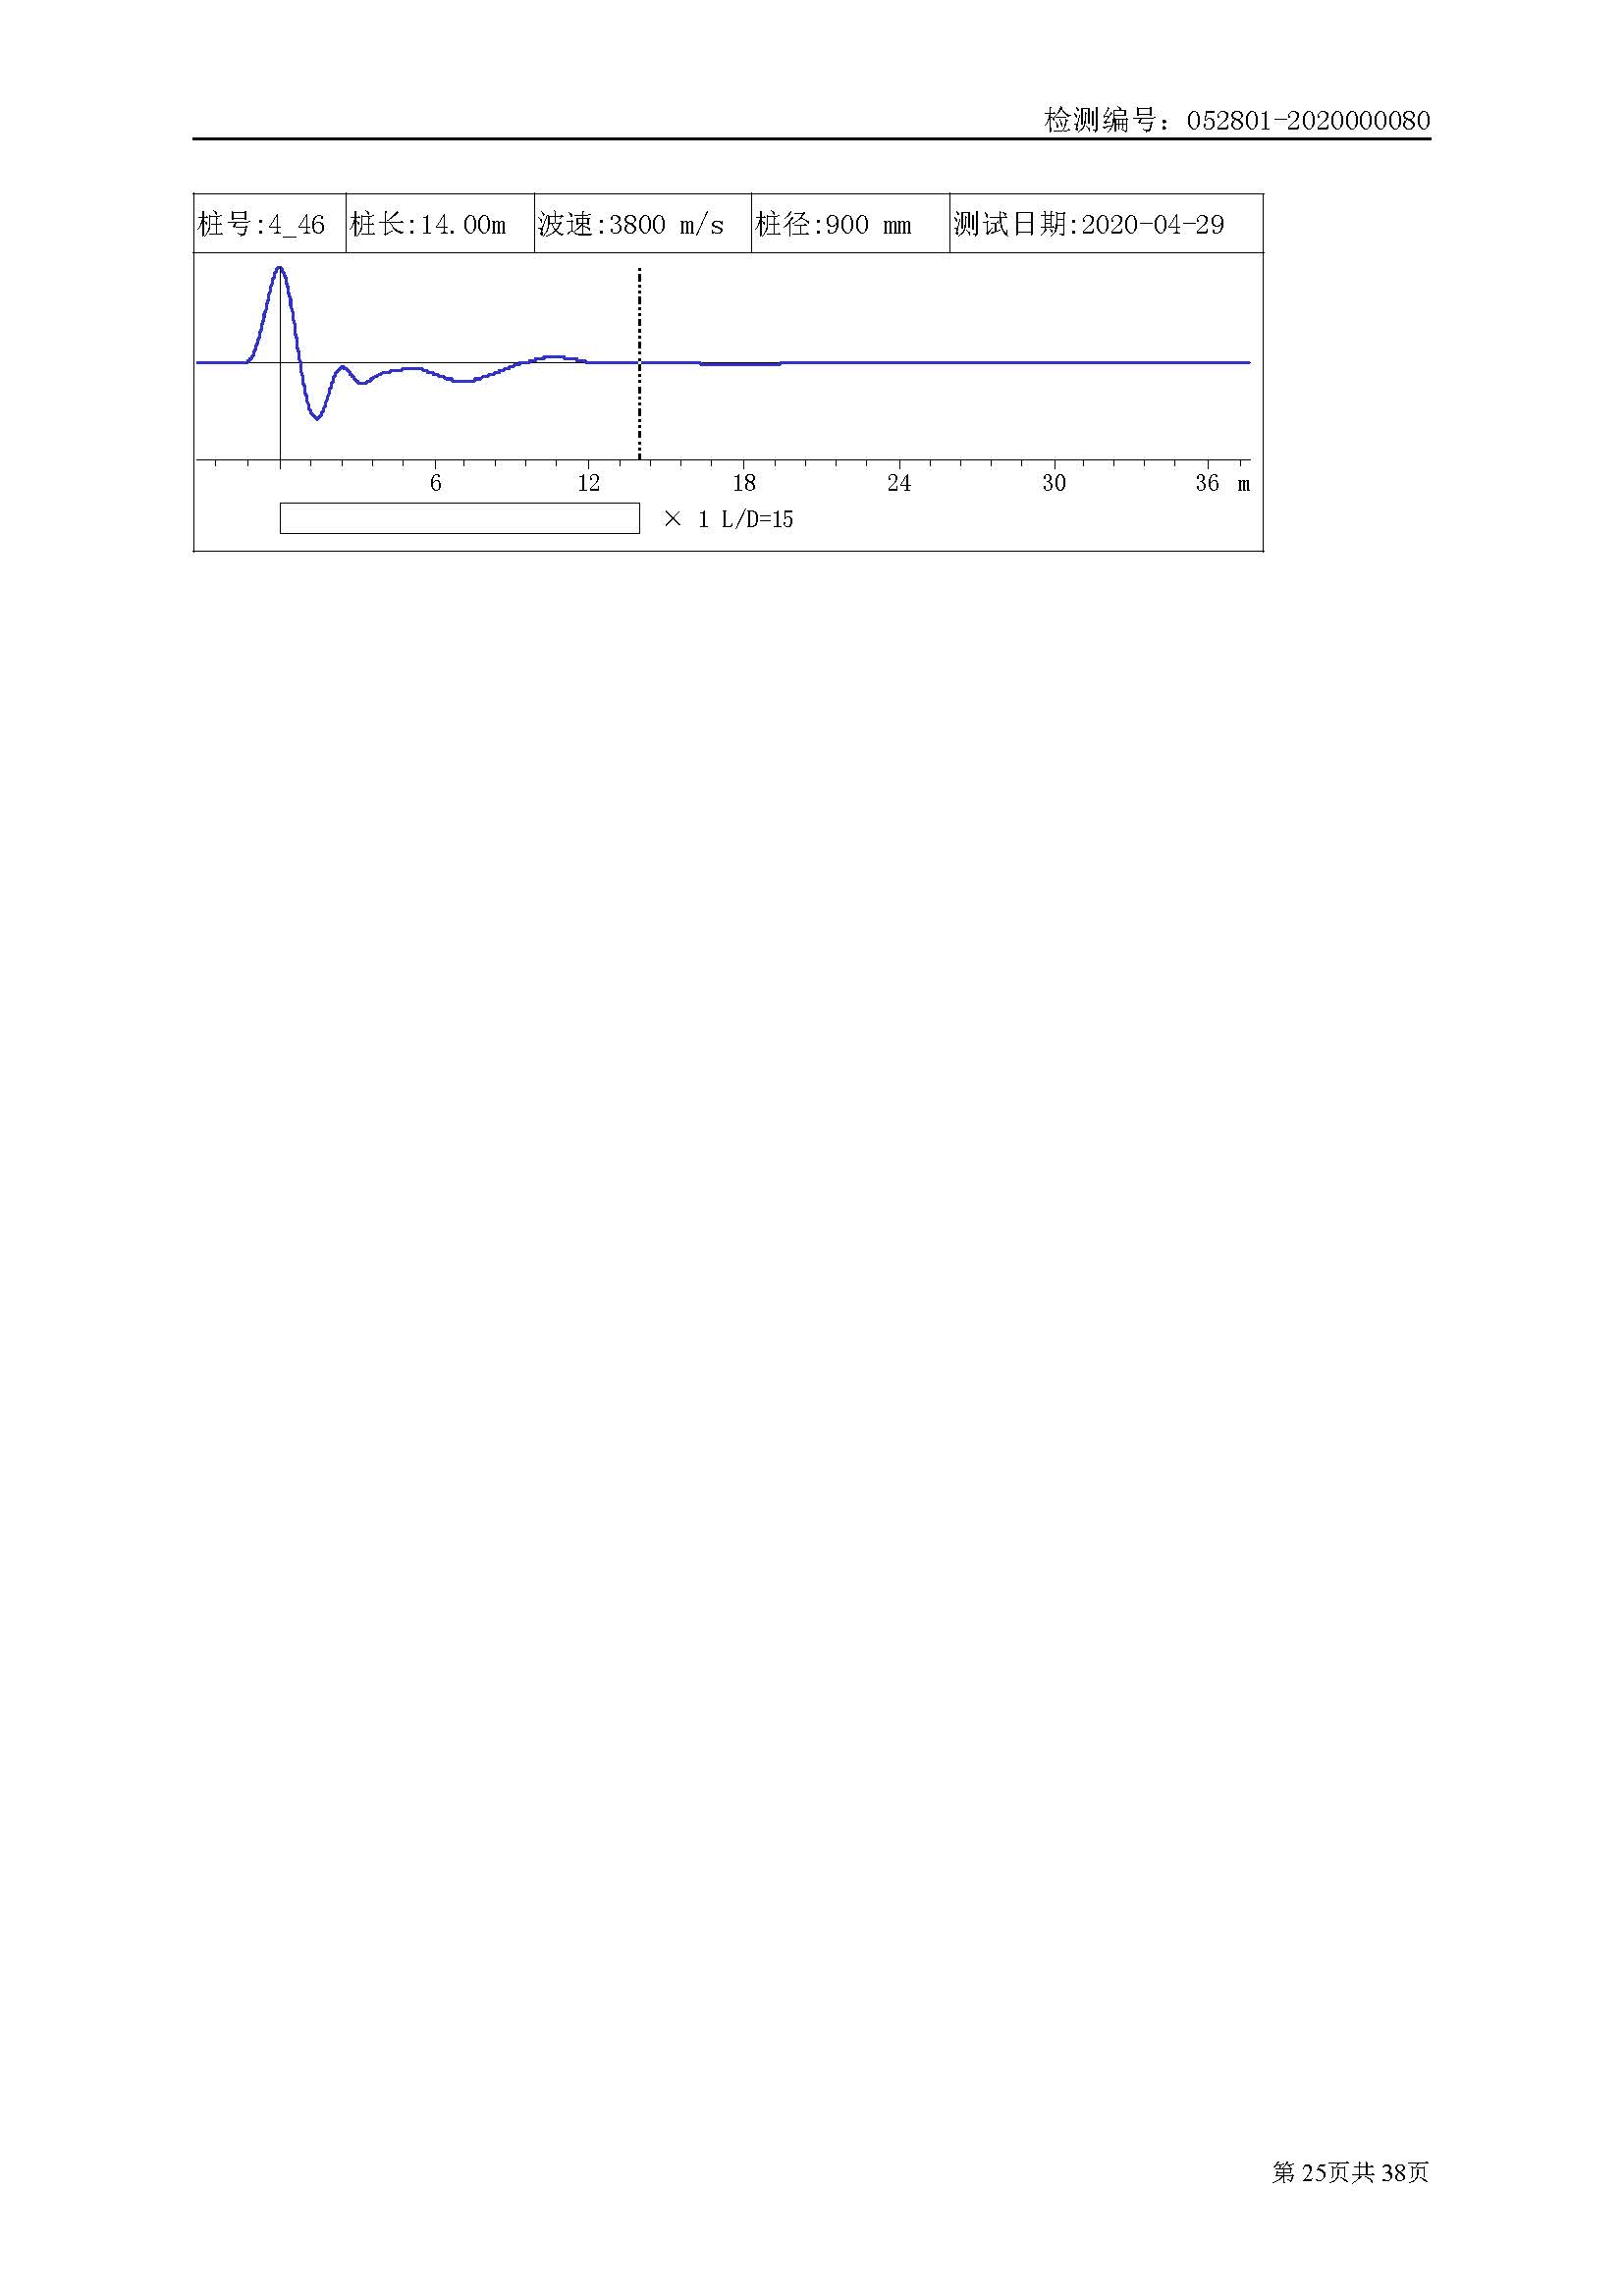 检测编号：052801-2020000080
桩号:4_46 桩长:14.00m 波速:3800 m/s 桩径:900 mm 测试日期:2020-04-29
6 12 18 24 30 36 m
× 1 L/D=15
第 25页共 38页